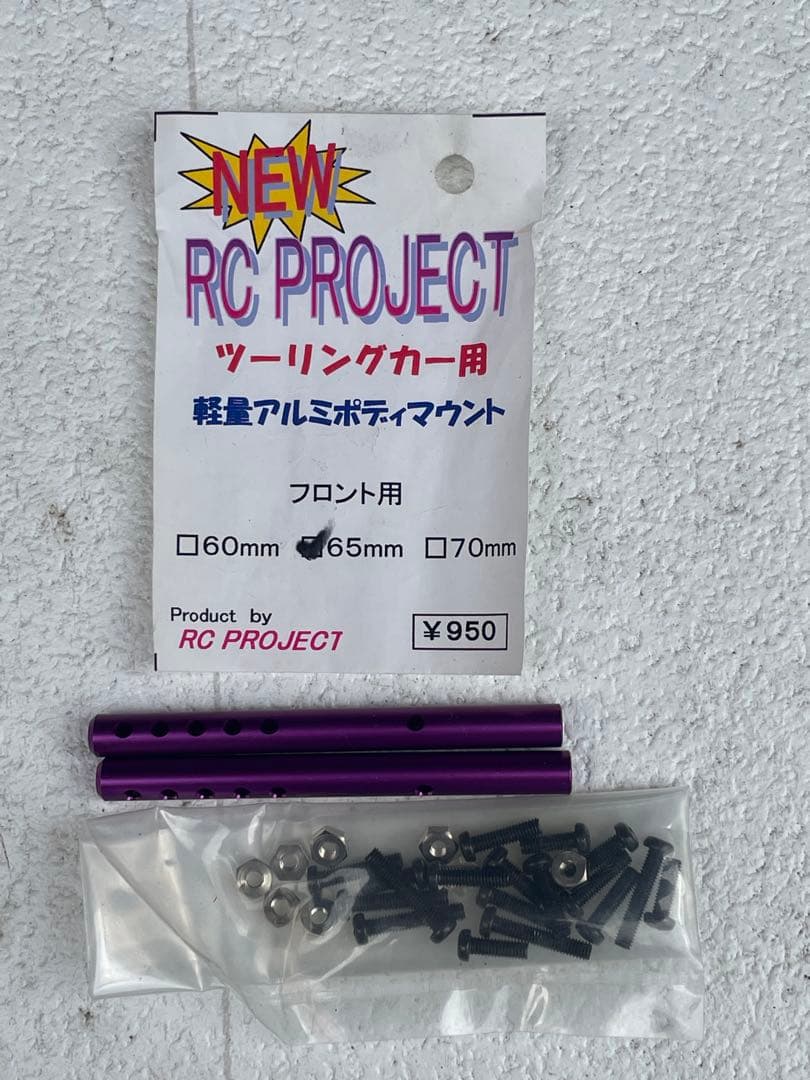 NEW
RC PROJECT
ツーリングカー用
軽量アルミボディマウント
フロント用
□60mm □65mm □70mm
Product by
RC PROJECT
¥950